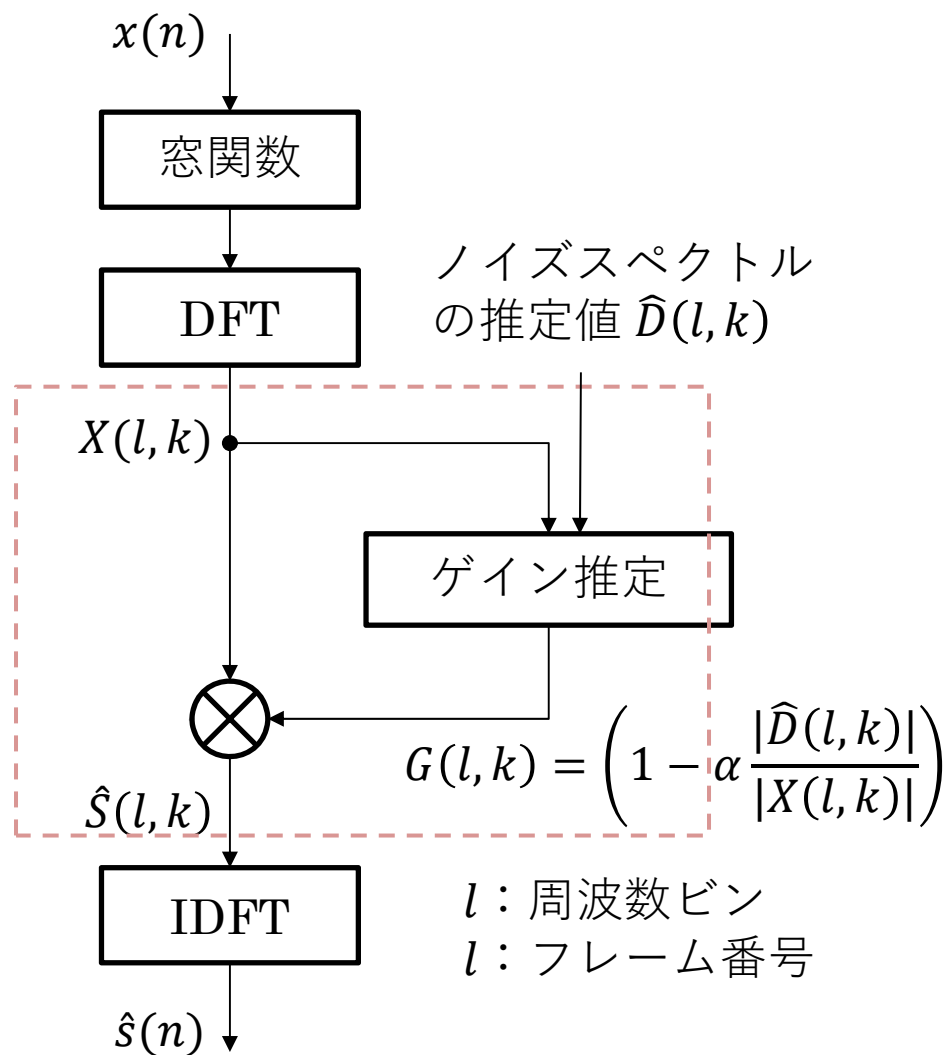 x(n)
窓関数
DFT
ノイズスペクトル
の推定値 D̂(l, k)
X(l, k)
ゲイン推定
G(l, k) = (1 − α |D̂(l, k)| / |X(l, k)|)
Ŝ(l, k)
IDFT
l：周波数ビン
l：フレーム番号
ŝ(n)